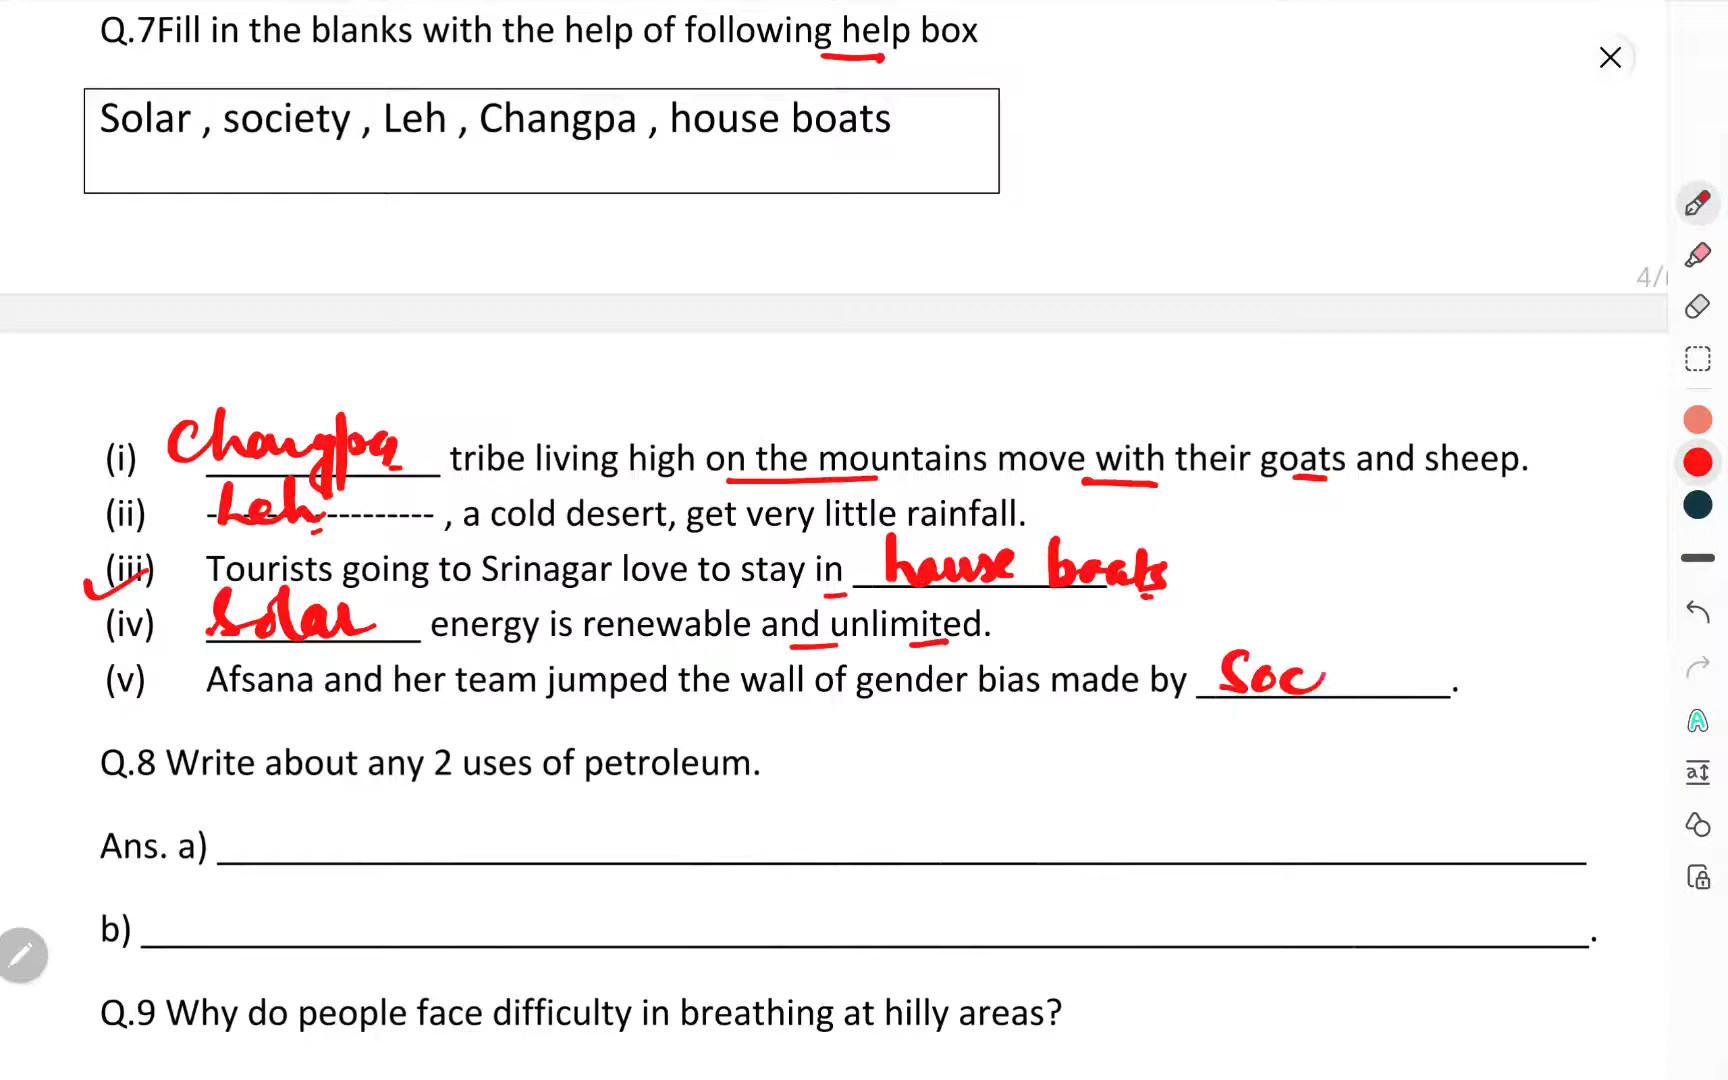 Q.7Fill in the blanks with the help of following help box
Solar , society , Leh , Changpa , house boats
4/
(i) Changpa tribe living high on the mountains move with their goats and sheep.
(ii) Leh---------- , a cold desert, get very little rainfall.
(iii) Tourists going to Srinagar love to stay in house boats
(iv) Solar energy is renewable and unlimited.
(v) Afsana and her team jumped the wall of gender bias made by Soc____.
Q.8 Write about any 2 uses of petroleum.
Ans. a) ____
b) ____.
Q.9 Why do people face difficulty in breathing at hilly areas?